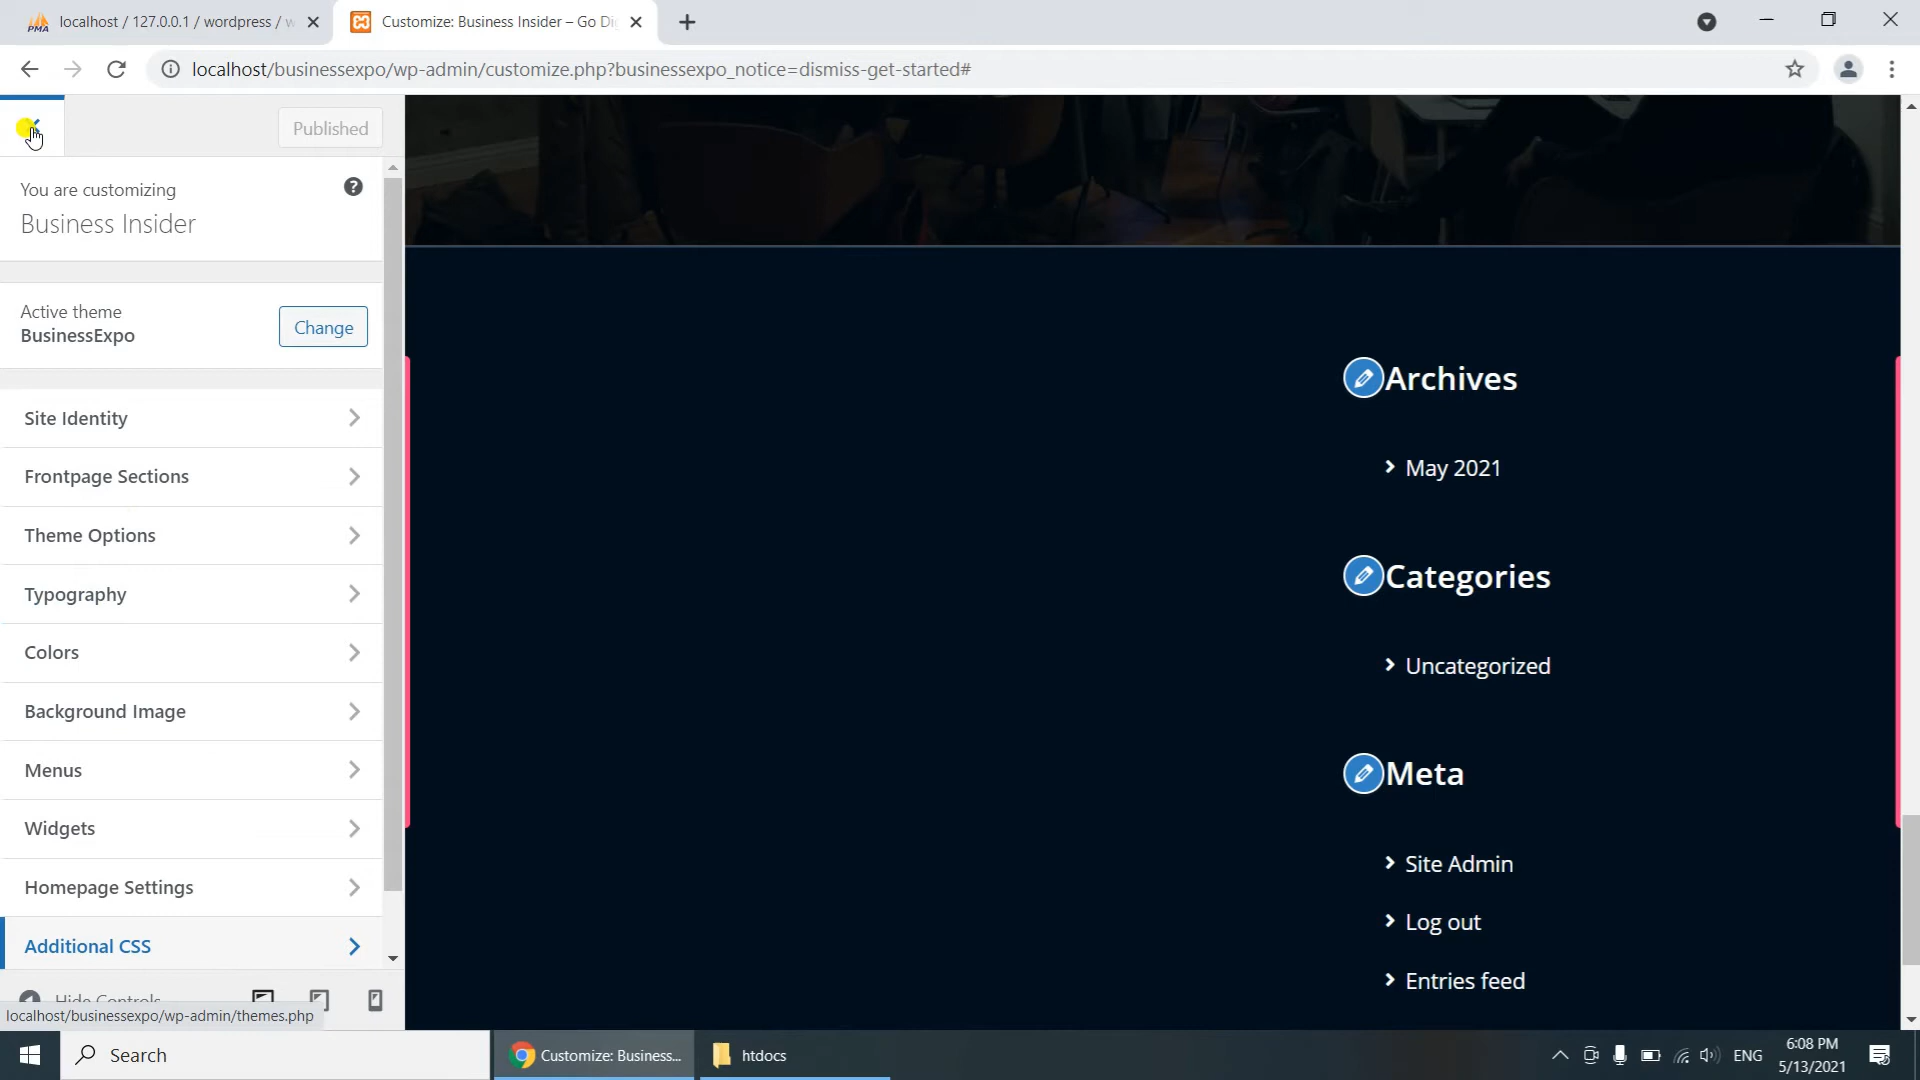 localhost / 127.0.0.1 / wordpress / w
Customize: Business Insider – Go Di
localhost/businessexpo/wp-admin/customize.php?businessexpo_notice=dismiss-get-started#
Published
You are customizing
Business Insider
Active theme
BusinessExpo
Change
Site Identity
Frontpage Sections
Theme Options
Typography
Colors
Background Image
Menus
Widgets
Homepage Settings
Additional CSS
Hide Controls
localhost/businessexpo/wp-admin/themes.php
Archives
May 2021
Categories
Uncategorized
Meta
Site Admin
Log out
Entries feed
Search
Customize: Business...
htdocs
ENG
6:08 PM
5/13/2021